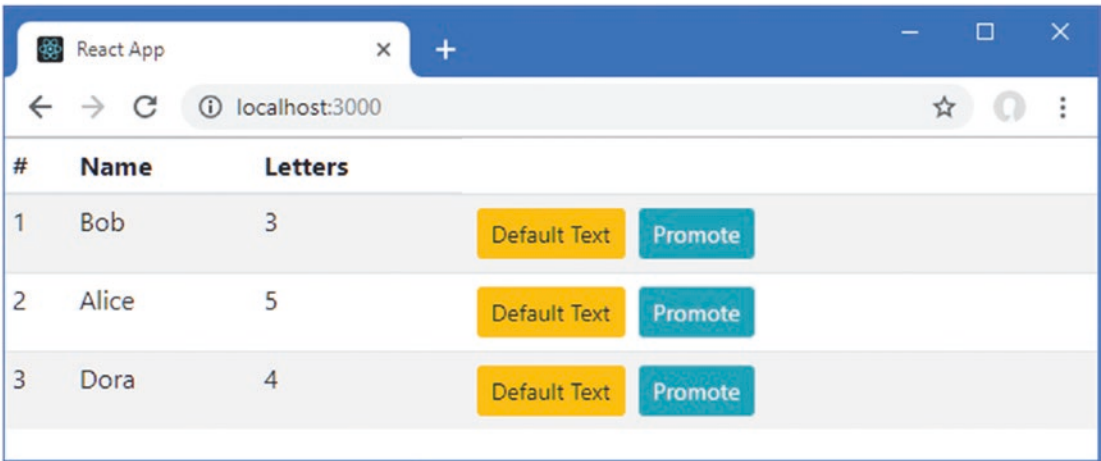 React App
localhost:3000
# Name Letters
1 Bob 3 Default Text Promote
2 Alice 5 Default Text Promote
3 Dora 4 Default Text Promote